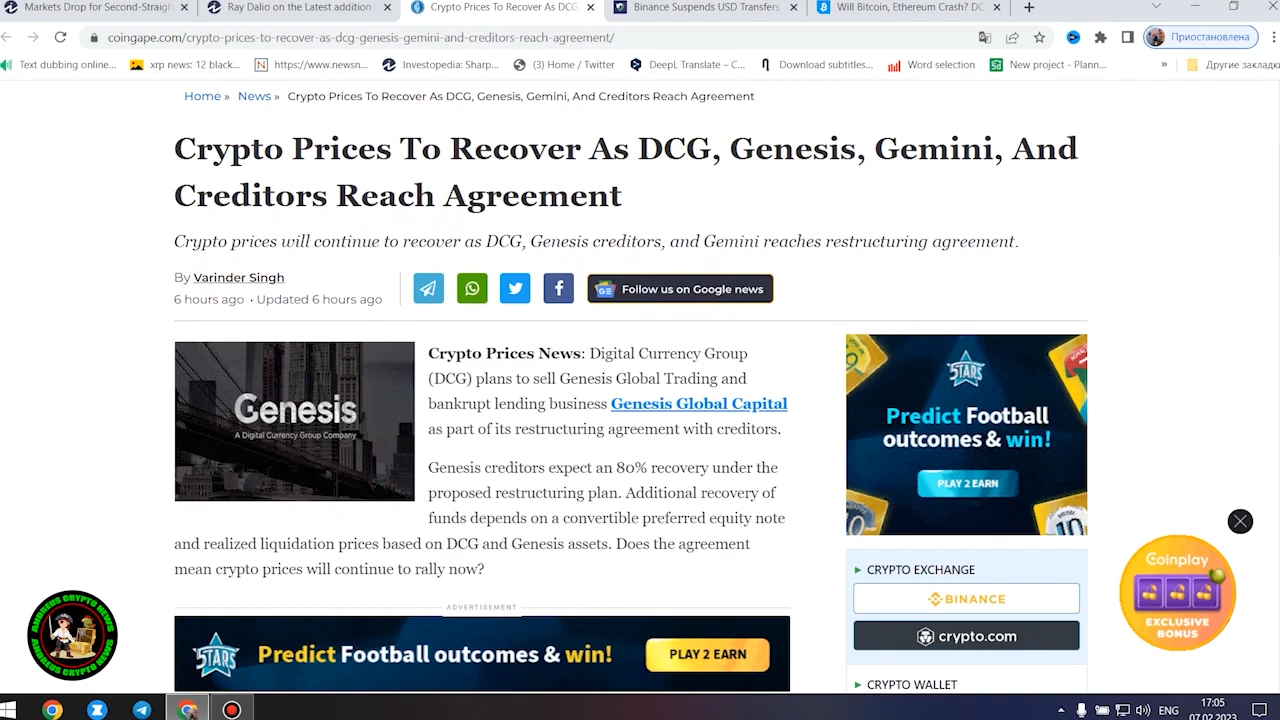 Markets Drop for Second-Straigh
Ray Dalio on the Latest addition
Crypto Prices To Recover As DCG,
Binance Suspends USD Transfers
Will Bitcoin, Ethereum Crash? DC
coingape.com/crypto-prices-to-recover-as-dcg-genesis-gemini-and-creditors-reach-agreement/
Приостановлена
Text dubbing online...
xrp news: 12 black...
https://www.newsn...
Investopedia: Sharp...
(3) Home / Twitter
DeepL Translate – C...
Download subtitles...
Word selection
New project - Plann...
»
Другие закладки
Home » News » Crypto Prices To Recover As DCG, Genesis, Gemini, And Creditors Reach Agreement
Crypto Prices To Recover As DCG, Genesis, Gemini, And
Creditors Reach Agreement
Crypto prices will continue to recover as DCG, Genesis creditors, and Gemini reaches restructuring agreement.
By Varinder Singh
6 hours ago · Updated 6 hours ago
Follow us on Google news
Genesis
A Digital Currency Group Company
Crypto Prices News: Digital Currency Group
(DCG) plans to sell Genesis Global Trading and
bankrupt lending business Genesis Global Capital
as part of its restructuring agreement with creditors.
Genesis creditors expect an 80% recovery under the
proposed restructuring plan. Additional recovery of
funds depends on a convertible preferred equity note
and realized liquidation prices based on DCG and Genesis assets. Does the agreement
mean crypto prices will continue to rally now?
ADVERTISEMENT
STARS
Predict Football outcomes & win!
PLAY 2 EARN
STARS
Predict Football
outcomes & win!
PLAY 2 EARN
10
CRYPTO EXCHANGE
BINANCE
crypto.com
CRYPTO WALLET
Coinplay
EXCLUSIVE
BONUS
ANDREUS CRYPTO NEWS
ANDREUS CRYPTO NEWS
ENG
17:05
07.02.2023